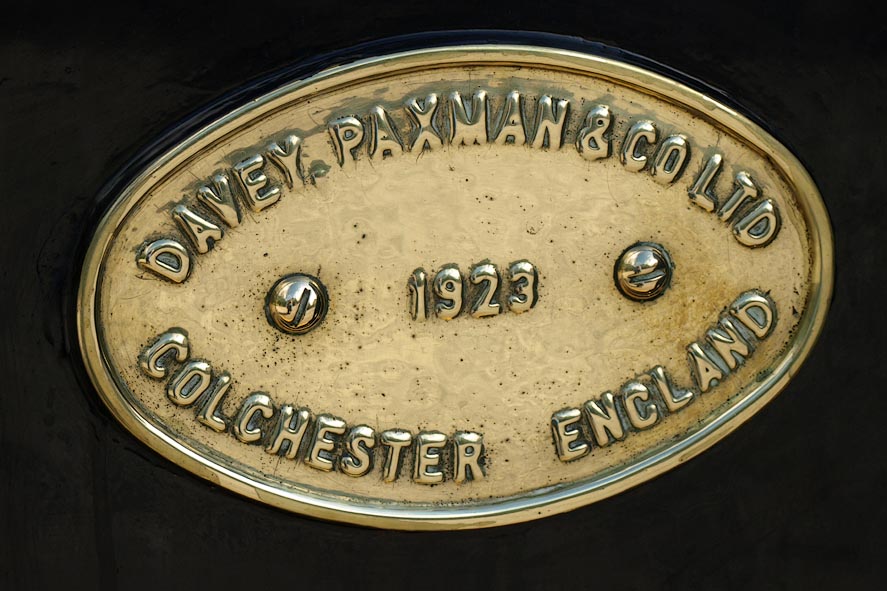 DAVEY, PAXMAN & CO LTD
1923
COLCHESTER ENGLAND